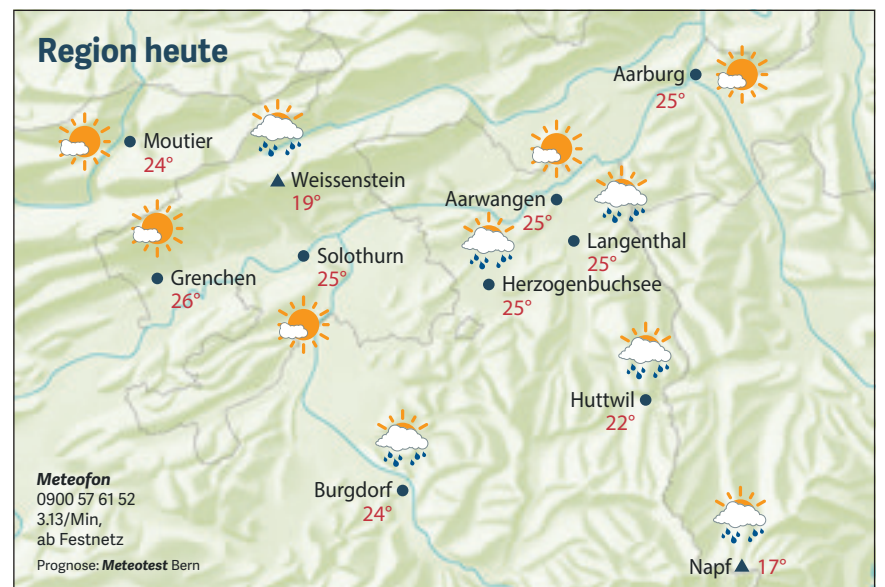 Region heute
Aarburg
25°
Moutier
24°
Weissenstein
19°
Aarwangen
25°
Langenthal
25°
Solothurn
25°
Grenchen
26°
Herzogenbuchsee
25°
Huttwil
22°
Burgdorf
24°
Napf 17°
Meteofon
0900 57 61 52
3.13/Min,
ab Festnetz
Prognose: Meteotest Bern